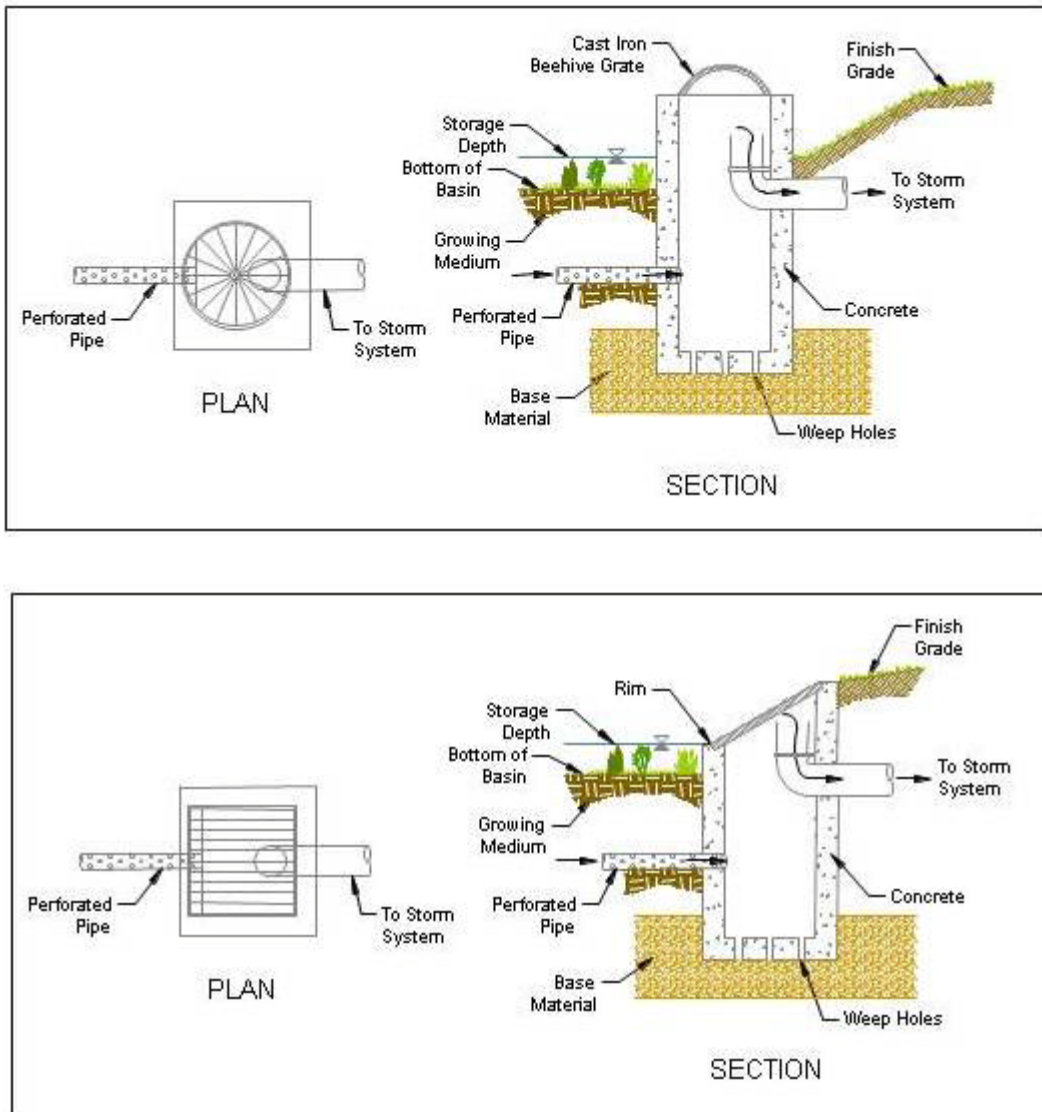 Cast Iron
Beehive Grate
Finish
Grade
Storage
Depth
Bottom of
Basin
To Storm
System
Growing
Medium
Perforated
Pipe
To Storm
System
Perforated
Pipe
Concrete
PLAN
Base
Material
Weep Holes
SECTION
Finish
Grade
Rim
Storage
Depth
Bottom of
Basin
To Storm
System
Growing
Medium
Perforated
Pipe
To Storm
System
Perforated
Pipe
Concrete
PLAN
Base
Material
Weep Holes
SECTION